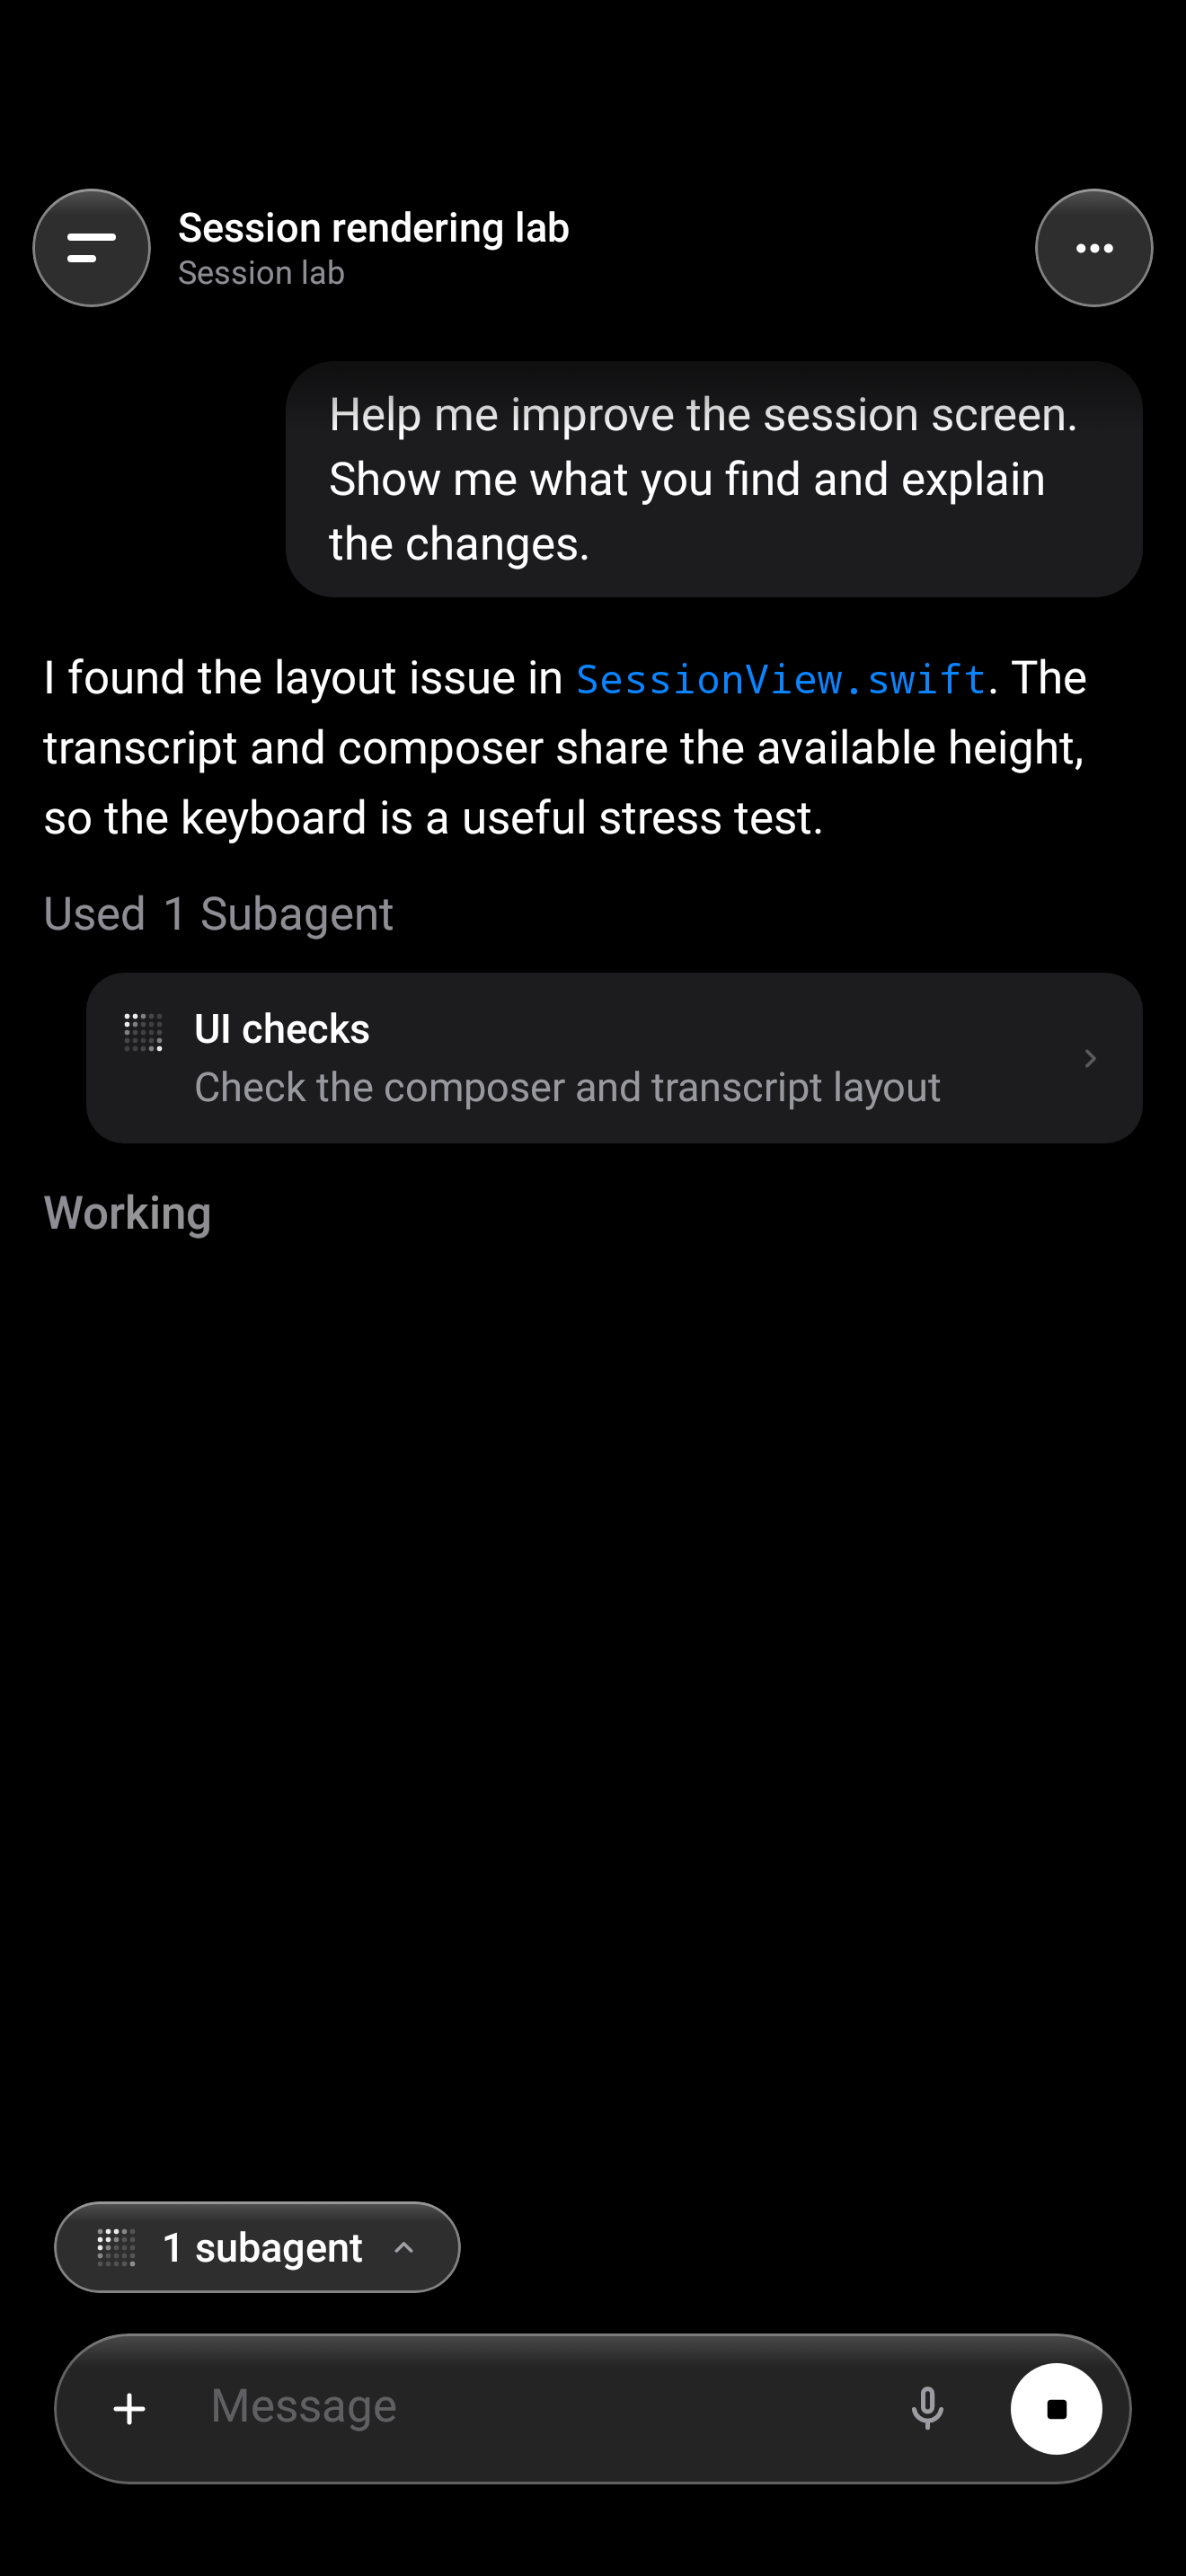 Session rendering lab
Session lab
Help me improve the session screen.
Show me what you find and explain
the changes.
I found the layout issue in SessionView.swift. The
transcript and composer share the available height,
so the keyboard is a useful stress test.
Used 1 Subagent
UI checks
Check the composer and transcript layout
Working
1 subagent
Message